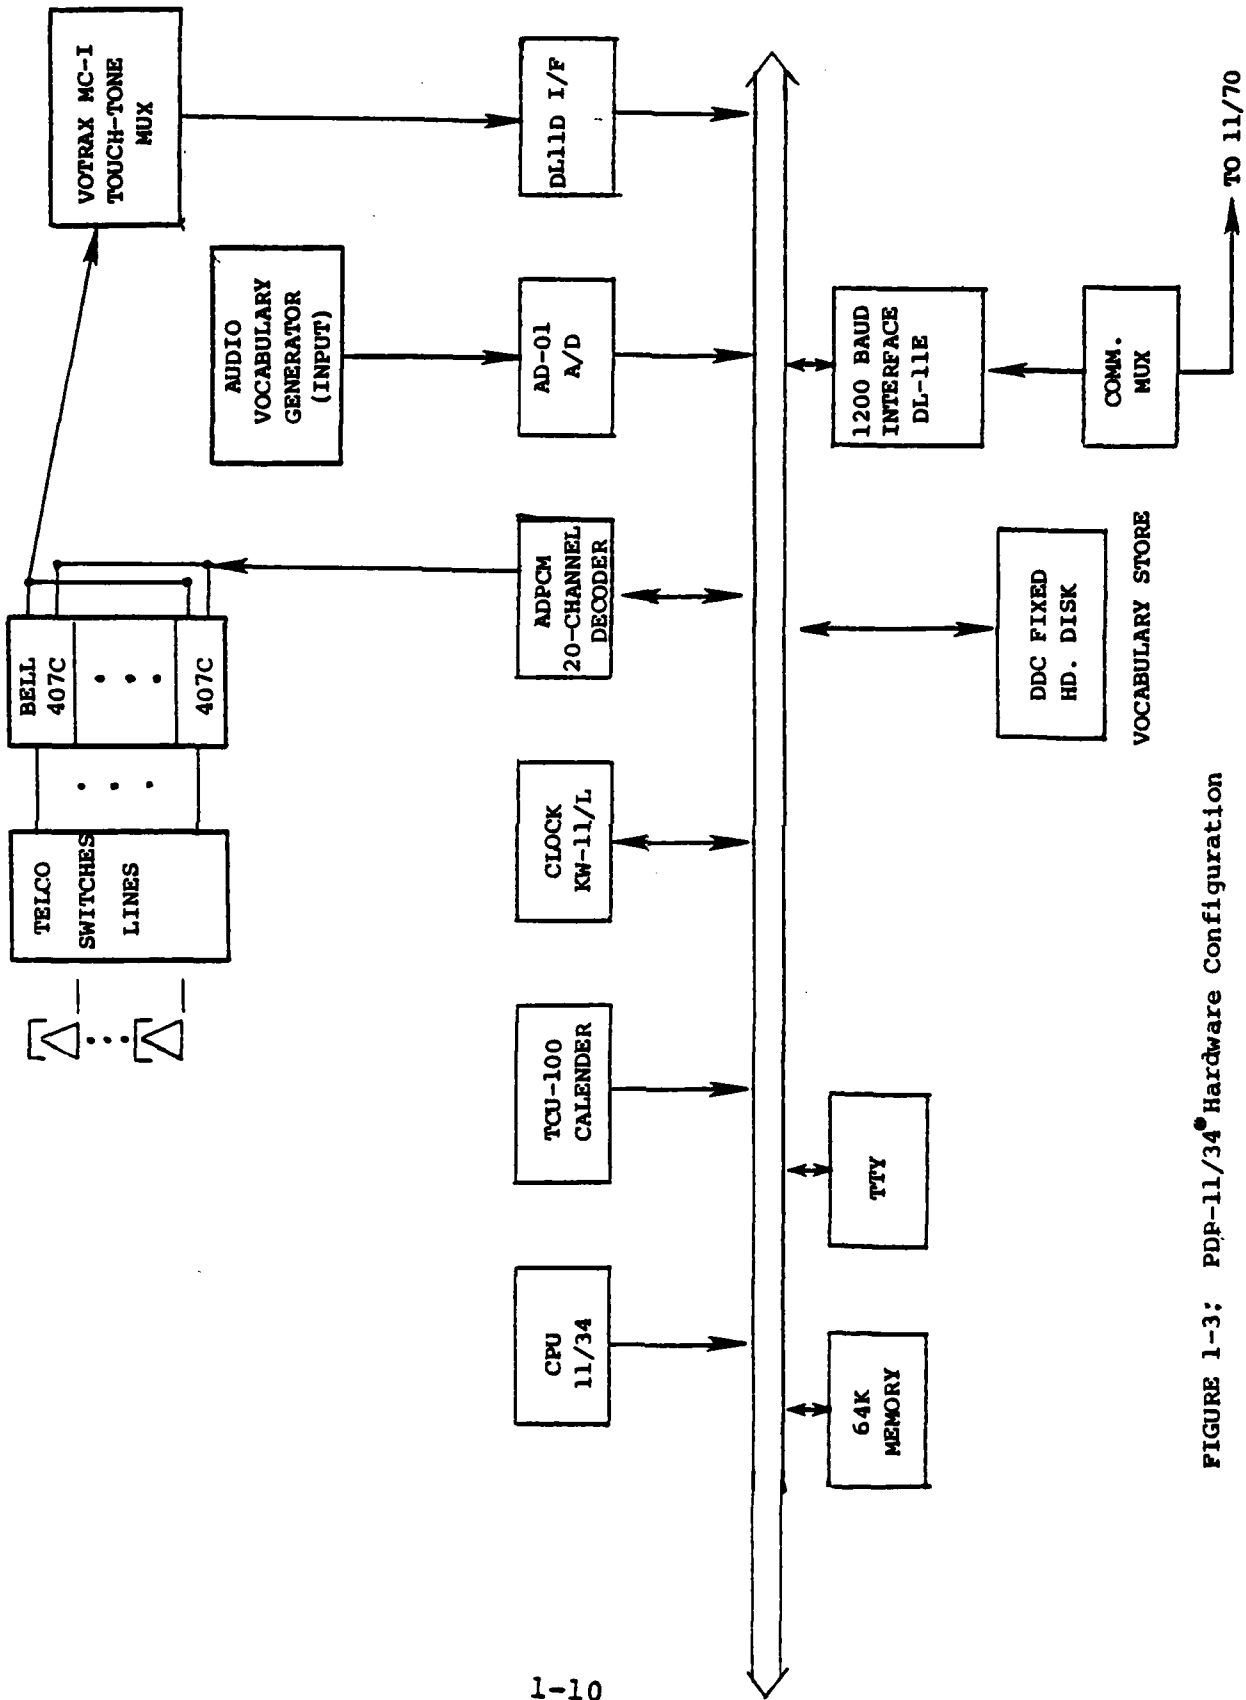 TELCO
SWITCHES
LINES
BELL
407C
407C
VOTRAX MC-I
TOUCH-TONE
MUX
AUDIO
VOCABULARY
GENERATOR
(INPUT)
CPU
11/34
TCU-100
CALENDER
CLOCK
KW-11/L
ADPCM
20-CHANNEL
DECODER
AD-01
A/D
DL11D I/F
64K
MEMORY
TTY
DDC FIXED
HD. DISK
VOCABULARY STORE
1200 BAUD
INTERFACE
DL-11E
COMM.
MUX
TO 11/70
FIGURE 1-3: PDP-11/34® Hardware Configuration
1-10